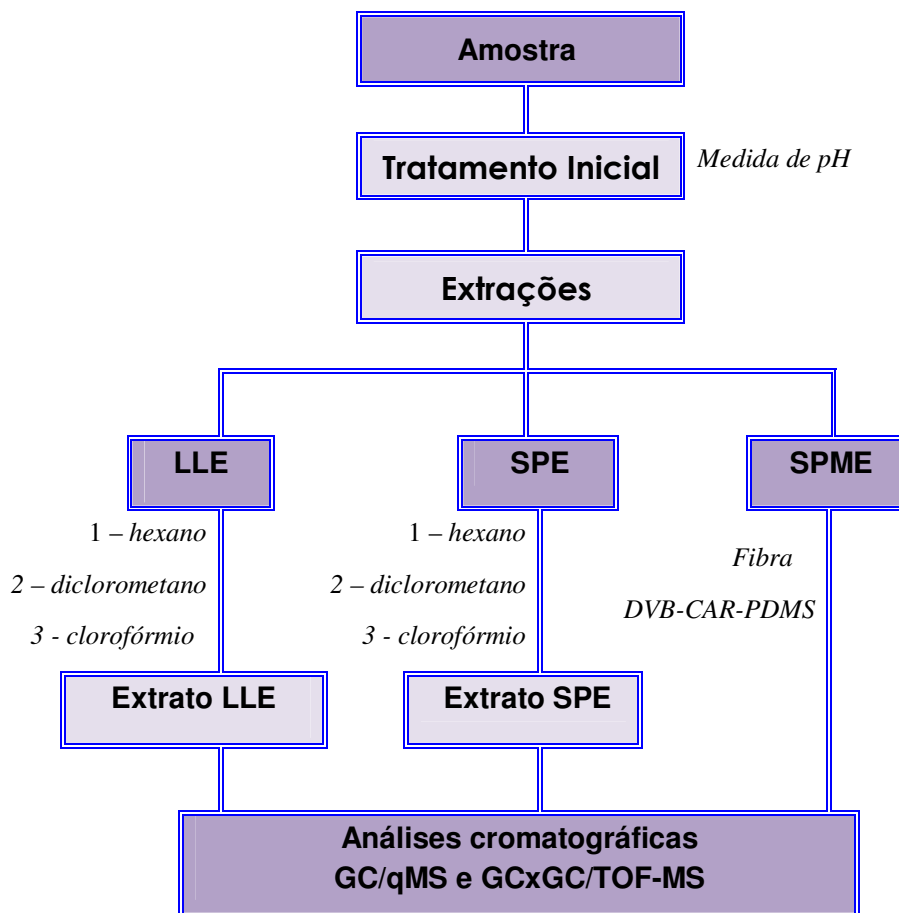 Amostra
Tratamento Inicial
Medida de pH
Extrações
LLE
SPE
SPME
1 – hexano
2 – diclorometano
3 - clorofórmio
1 – hexano
2 – diclorometano
3 - clorofórmio
Fibra
DVB-CAR-PDMS
Extrato LLE
Extrato SPE
Análises cromatográficas
GC/qMS e GCxGC/TOF-MS